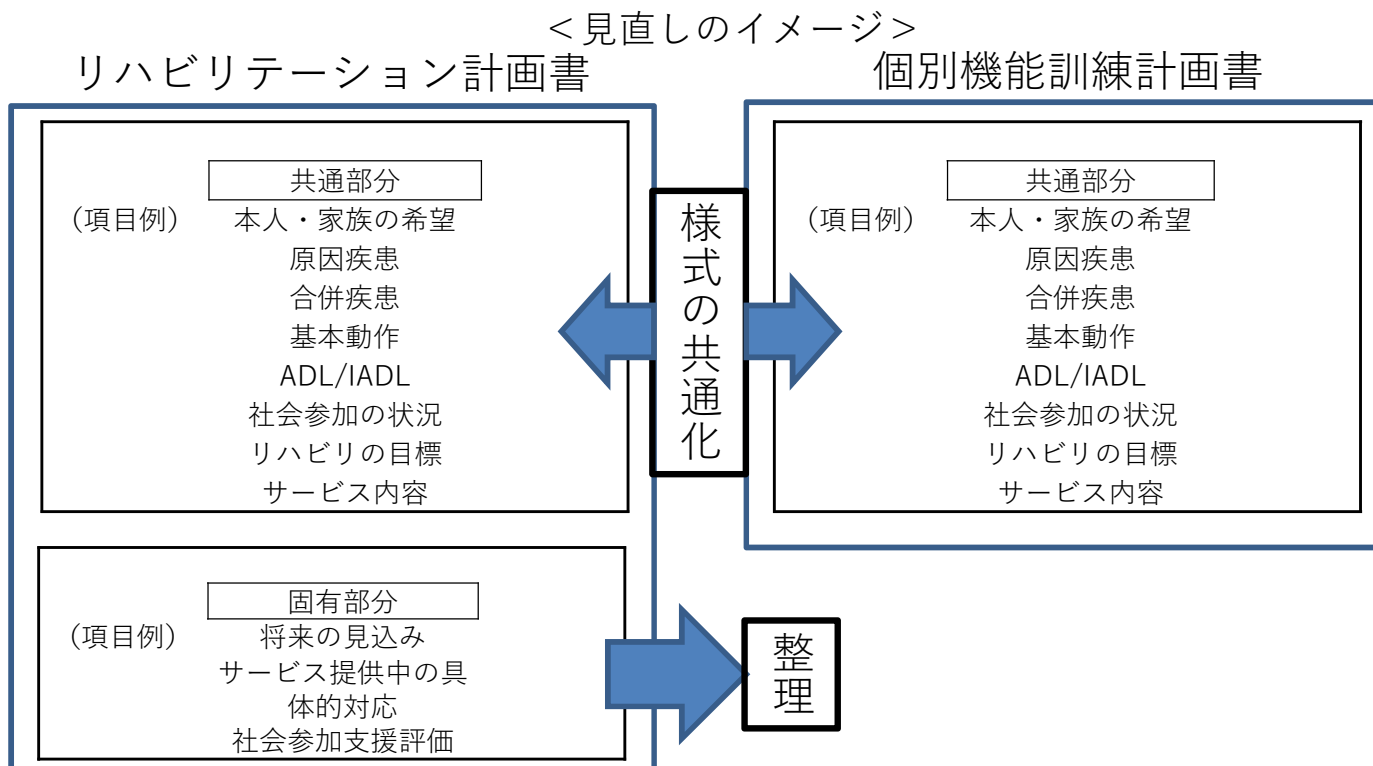 <見直しのイメージ>
リハビリテーション計画書
個別機能訓練計画書
共通部分
(項目例)
本人・家族の希望
原因疾患
合併疾患
基本動作
ADL/IADL
社会参加の状況
リハビリの目標
サービス内容
様式の共通化
共通部分
(項目例)
本人・家族の希望
原因疾患
合併疾患
基本動作
ADL/IADL
社会参加の状況
リハビリの目標
サービス内容
固有部分
(項目例)
将来の見込み
サービス提供中の具
体的対応
社会参加支援評価
整理